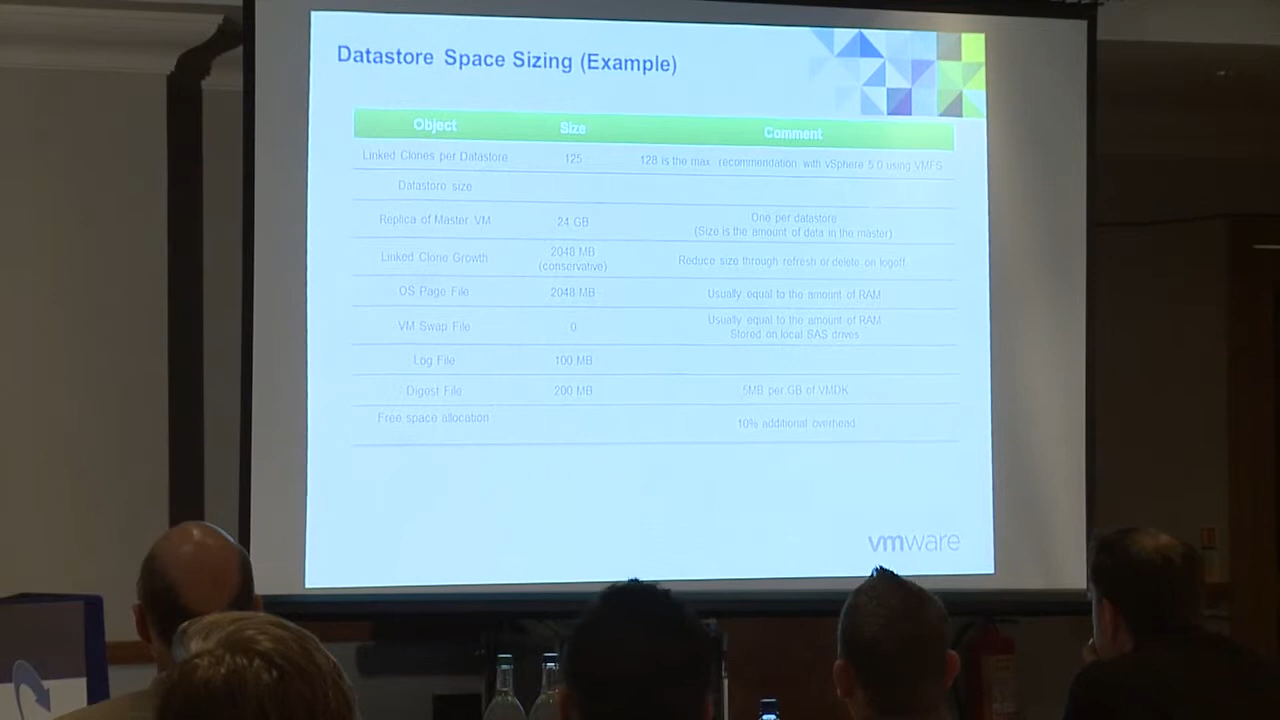 Datastore Space Sizing (Example)
Object Size Comment
Linked Clones per Datastore 125 128 is the max. recommendation with vSphere 5.0 using VMFS
Datastore size
Replica of Master VM 24 GB One per datastore
(Size is the amount of data in the master)
Linked Clone Growth 2048 MB
(conservative) Reduce size through refresh or delete on logoff
OS Page File 2048 MB Usually equal to the amount of RAM
VM Swap File 0 Usually equal to the amount of RAM
Stored on local SAS drives
Log File 100 MB
Digest File 200 MB 5MB per GB of VMDK
Free space allocation 10% additional overhead
vmware